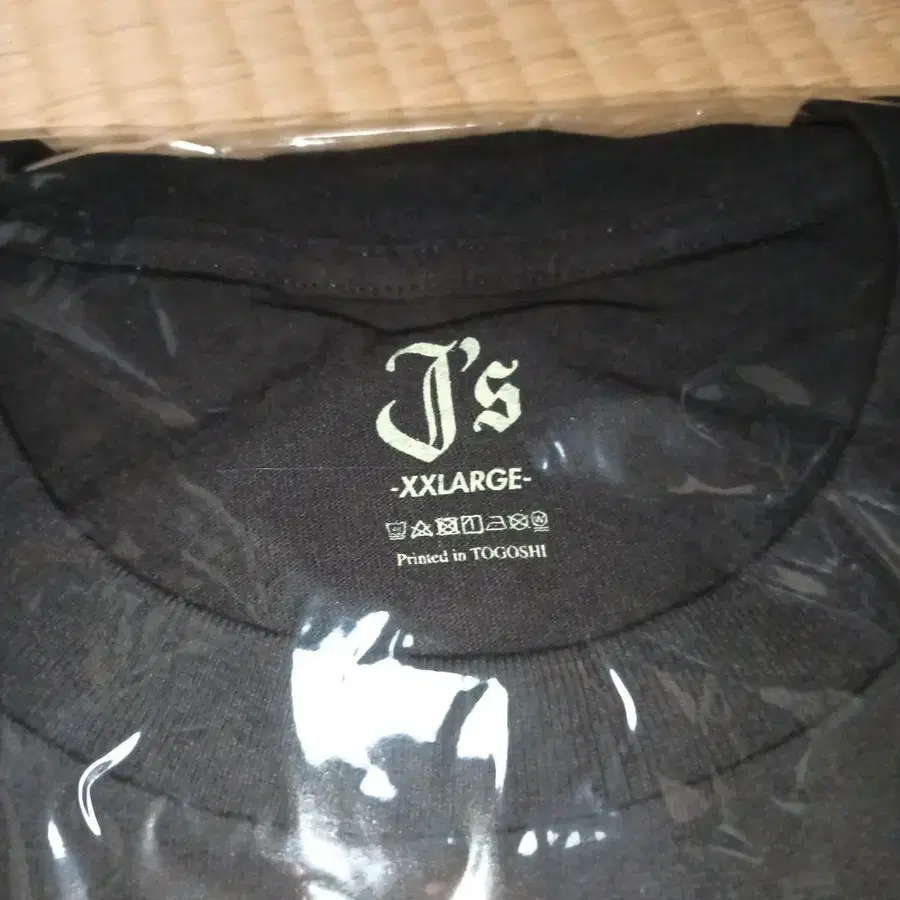 J's
-XXLARGE-
Printed in TOGOSHI